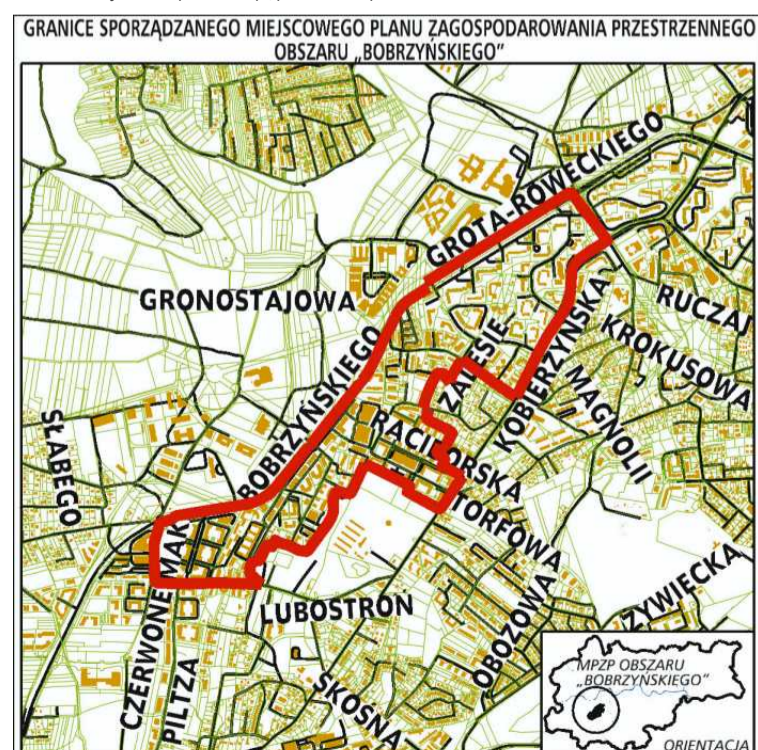 GRANICE SPORZĄDZANEGO MIEJSCOWEGO PLANU ZAGOSPODAROWANIA PRZESTRZENNEGO
OBSZARU „BOBRZYŃSKIEGO”
GROTA-ROWECKIEGO
GRONOSTAJOWA
RUCZAJ
KROKUSOWA
ZALESIE
KOBIERZYŃSKA
MAGNOLII
BOBRZYŃSKIEGO
RACIBORSKA
SŁABEGO
TORFOWA
CZERWONE MAKI
LUBOSTROŃ
OBOZOWA
ŻYWIECKA
PILTZA
SKOSNA
MPZP OBSZARU
„BOBRZYŃSKIEGO”
ORIENTACJA